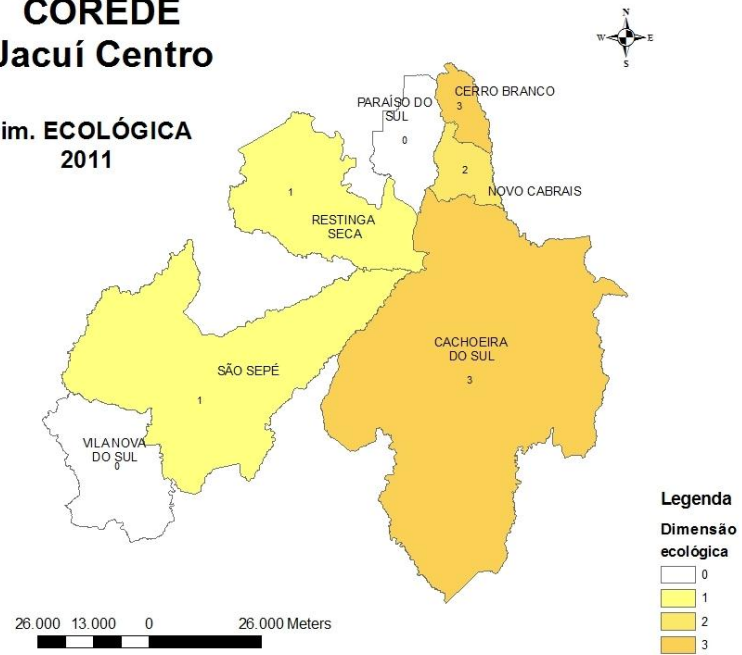 COREDE
Jacuí Centro
im. ECOLÓGICA
2011
N
W E
S
PARAÍSO DO
SUL
0
CERRO BRANCO
3
2
NOVO CABRAIS
1
RESTINGA
SECA
CACHOEIRA
DO SUL
3
SÃO SEPÉ
1
VILA NOVA
DO SUL
0
Legenda
Dimensão
ecológica
0
1
2
3
26.000 13.000 0 26.000 Meters